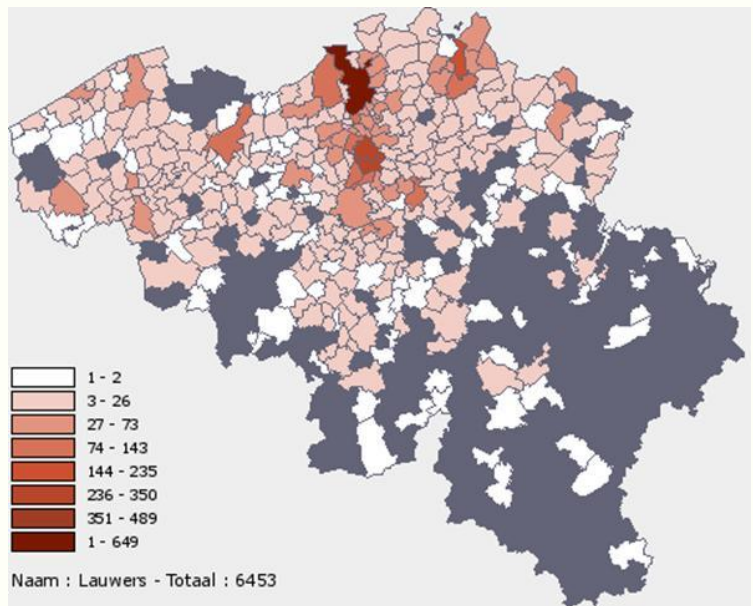 1 - 2
3 - 26
27 - 73
74 - 143
144 - 235
236 - 350
351 - 489
1 - 649
Naam : Lauwers - Totaal : 6453